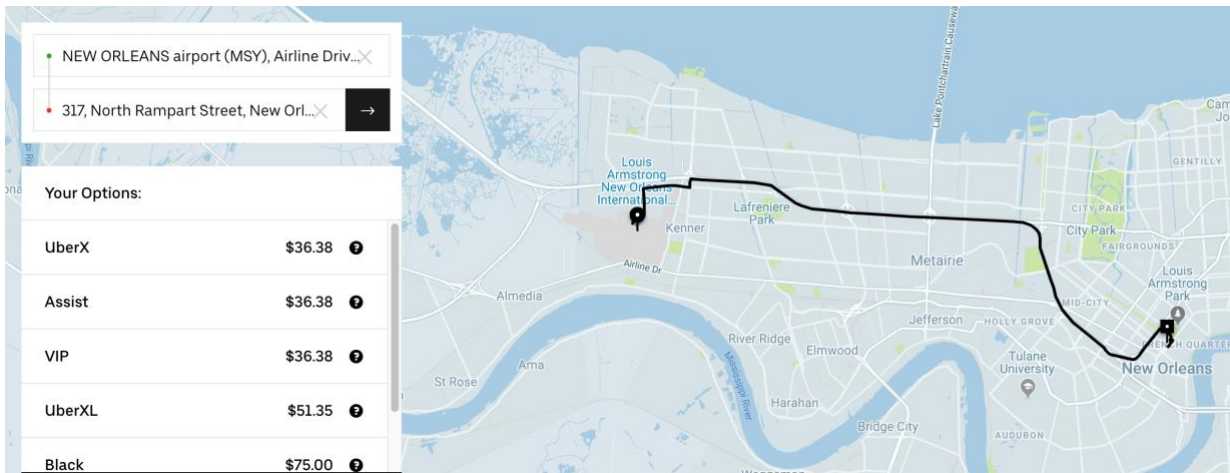 NEW ORLEANS airport (MSY), Airline Driv...
317, North Rampart Street, New Orl...
→
Your Options:
UberX $36.38
Assist $36.38
VIP $36.38
UberXL $51.35
Black $75.00
Louis
Armstrong
New Orleans
International...
Kenner
Lafreniere
Park
Airline Dr
Almedia
Metairie
Lake Pontchartrain Causeway
GENTILLY
CITY PARK
City Park
FAIRGROUNDS
Louis
Armstrong
Park
MID-CITY
Jefferson
HOLLY GROVE
FRENCH QUARTER
New Orleans
River Ridge
Elmwood
Tulane
University
Ama
St Rose
Mississippi River
Harahan
Bridge City
AUDUBON